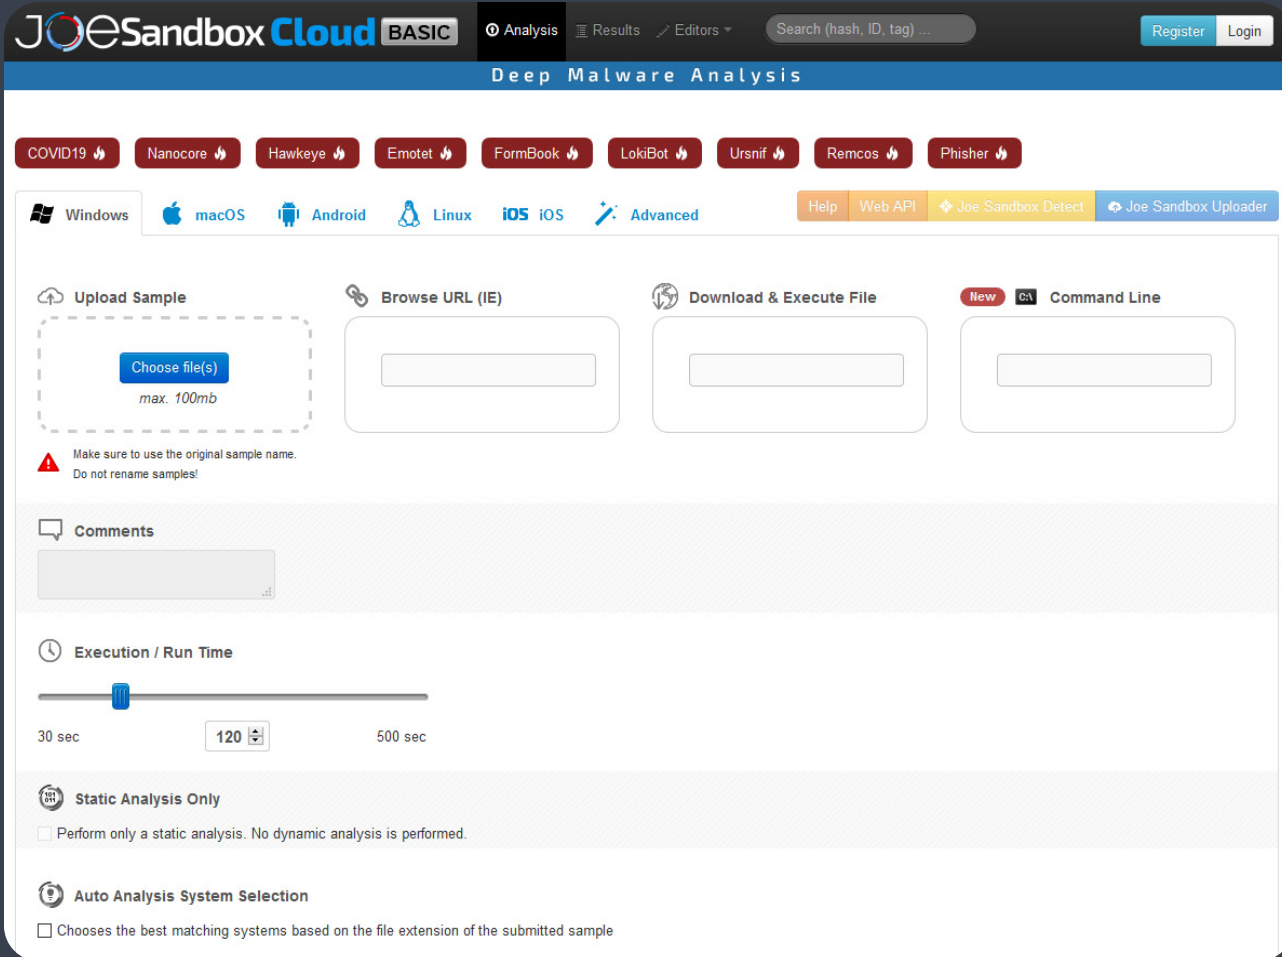 JOeSandbox Cloud BASIC
Analysis Results Editors Search (hash, ID, tag) ... Register Login
Deep Malware Analysis
COVID19 Nanocore Hawkeye Emotet FormBook LokiBot Ursnif Remcos Phisher
Windows macOS Android Linux iOS iOS Advanced Help Web API Joe Sandbox Detect Joe Sandbox Uploader
Upload Sample Browse URL (IE) Download & Execute File New C:\ Command Line
Choose file(s)
max. 100mb
Make sure to use the original sample name.
Do not rename samples!
Comments
Execution / Run Time
30 sec 120 500 sec
101
011
Static Analysis Only
Perform only a static analysis. No dynamic analysis is performed.
Auto Analysis System Selection
Chooses the best matching systems based on the file extension of the submitted sample